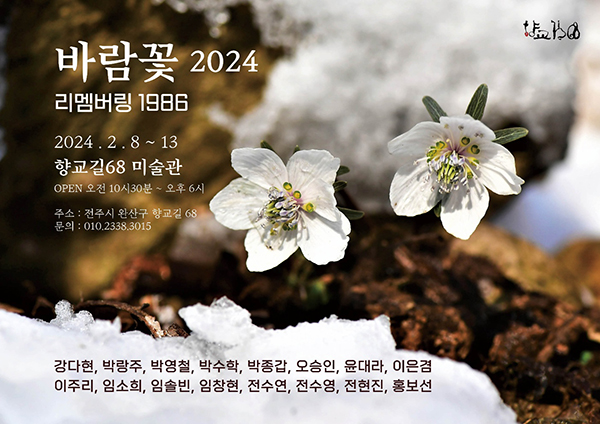 향교길68
바람꽃 2024
리멤버링 1986
2024 . 2 . 8 ~ 13
향교길68 미술관
OPEN 오전 10시30분 ~ 오후 6시
주소 : 전주시 완산구 향교길 68
문의 : 010.2338.3015
강다현, 박랑주, 박영철, 박수학, 박종갑, 오승인, 윤대라, 이은겸
이주리, 임소희, 임솔빈, 임창현, 전수연, 전수영, 전현진, 홍보선